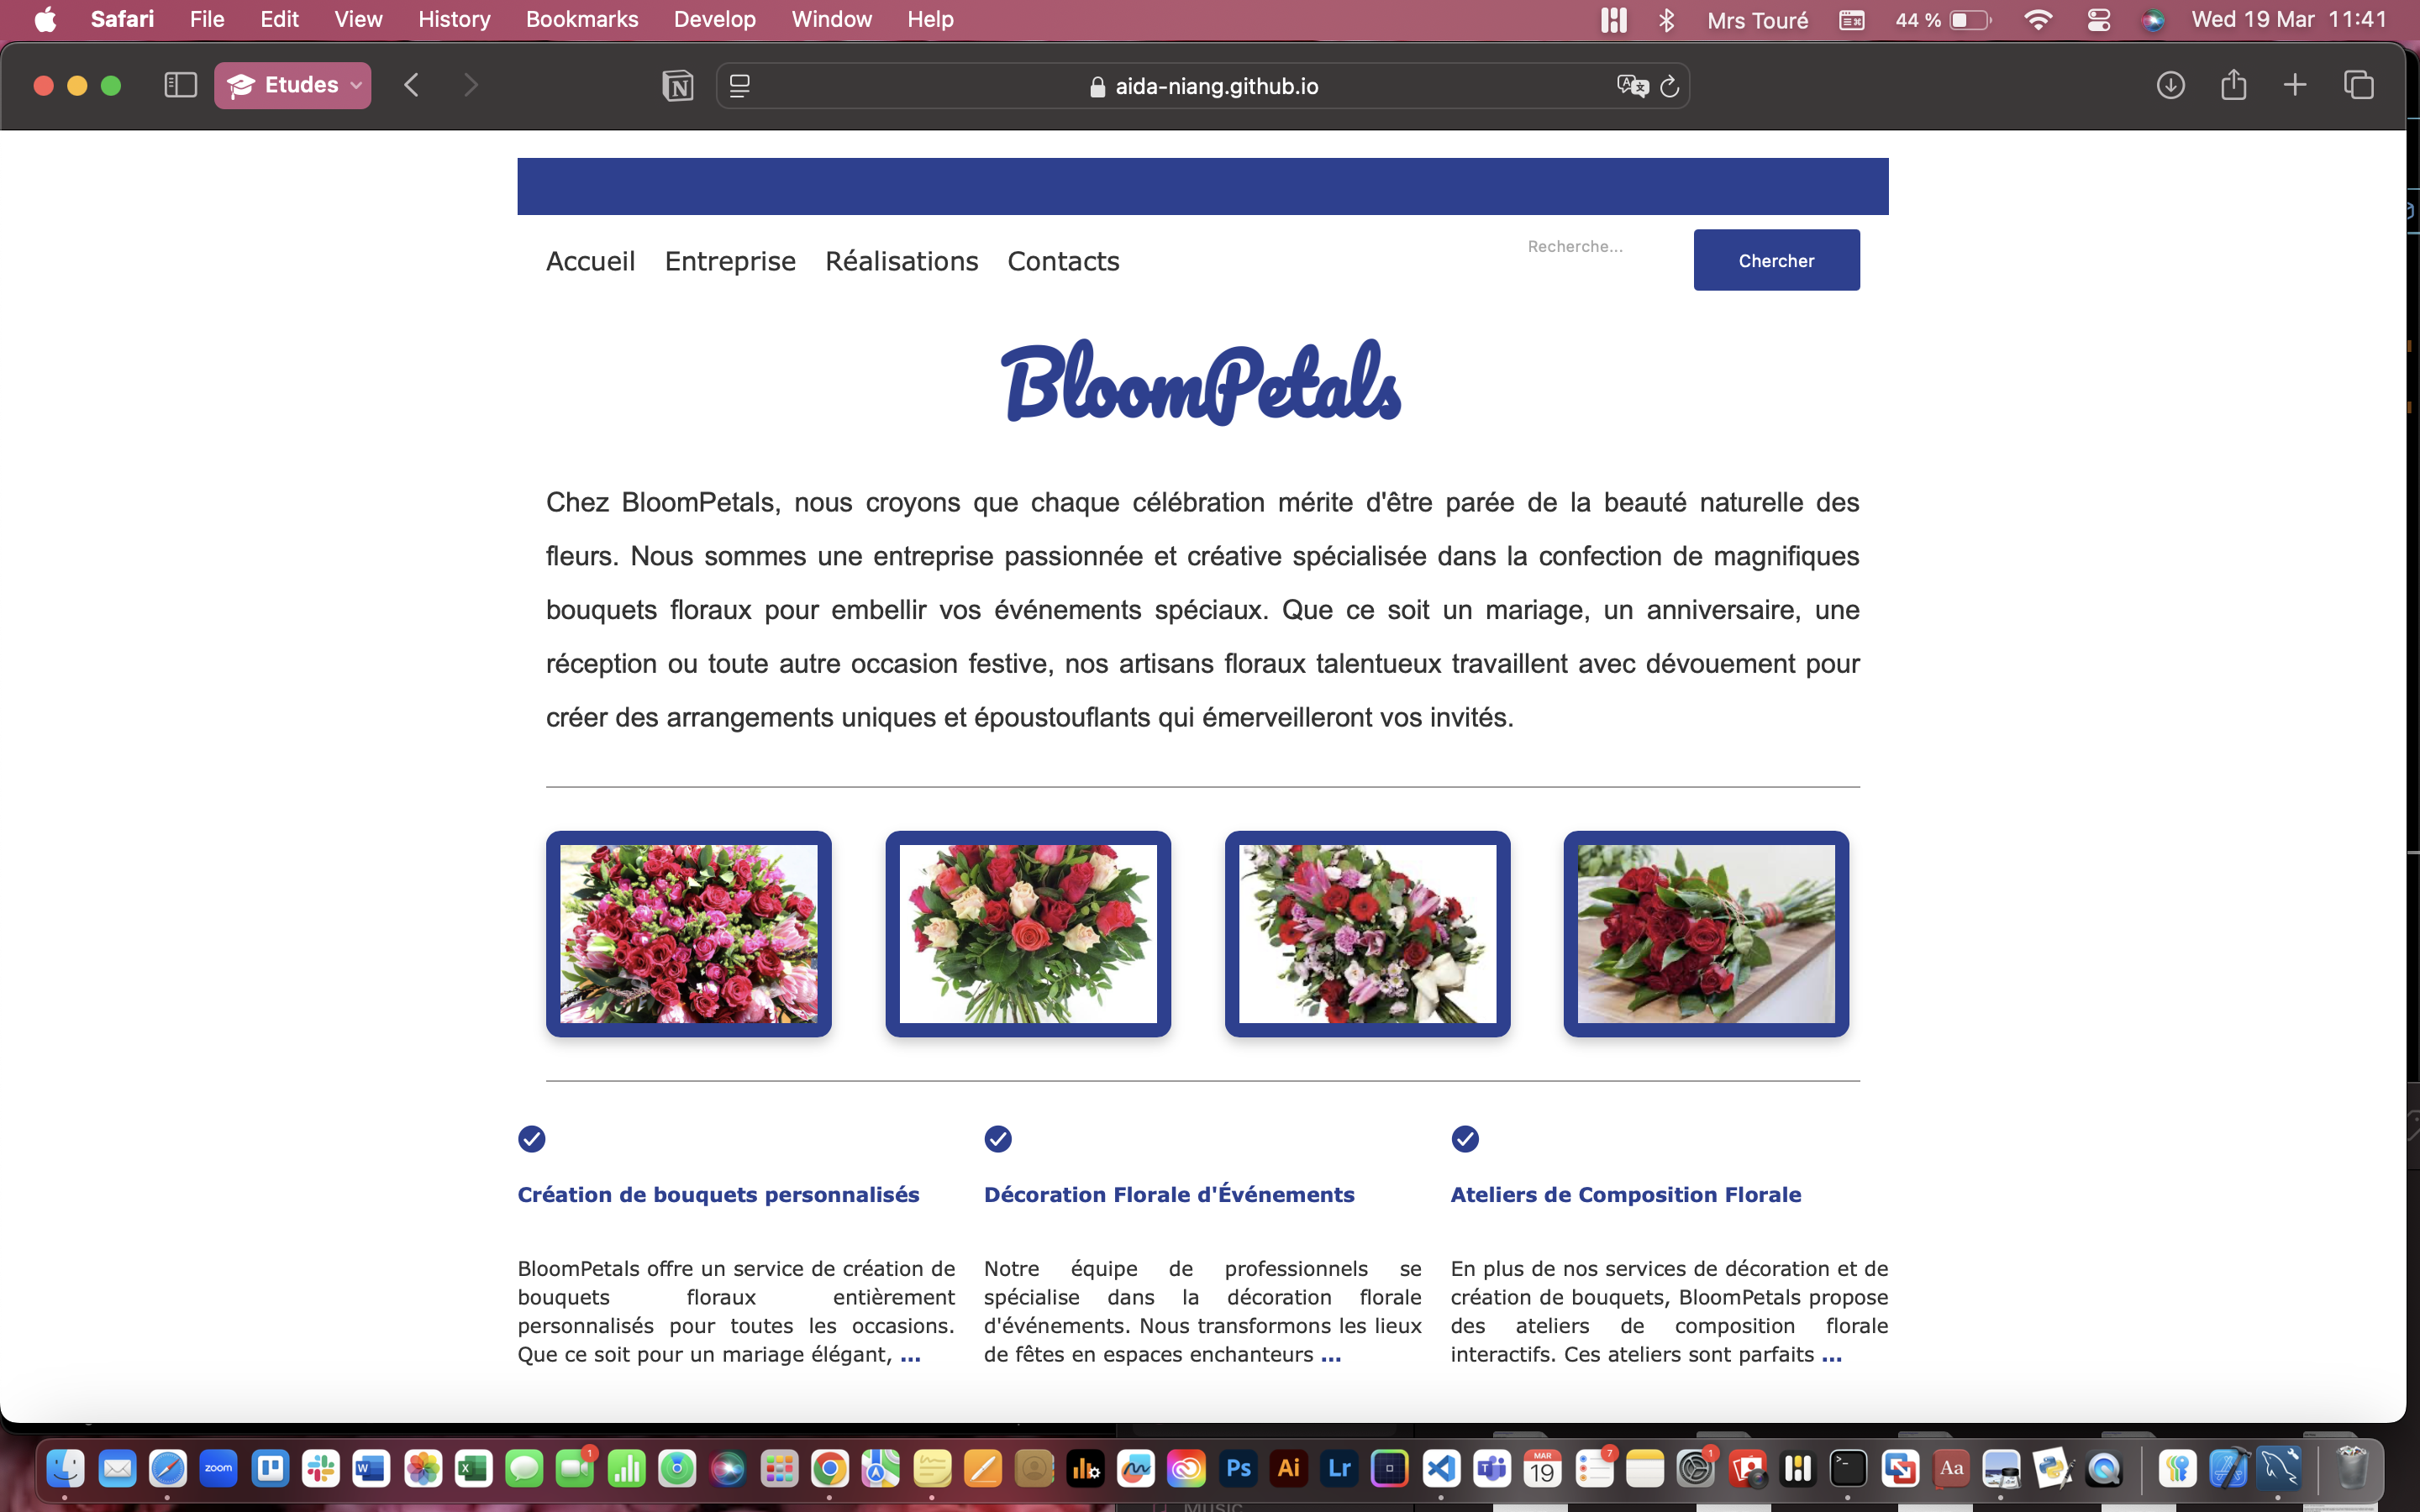 Safari File Edit View History Bookmarks Develop Window Help Mrs Touré 44 % Wed 19 Mar 11:41
Etudes aida-niang.github.io
Accueil Entreprise Réalisations Contacts Recherche... Chercher
BloomPetals
Chez BloomPetals, nous croyons que chaque célébration mérite d'être parée de la beauté naturelle des
fleurs. Nous sommes une entreprise passionnée et créative spécialisée dans la confection de magnifiques
bouquets floraux pour embellir vos événements spéciaux. Que ce soit un mariage, un anniversaire, une
réception ou toute autre occasion festive, nos artisans floraux talentueux travaillent avec dévouement pour
créer des arrangements uniques et époustouflants qui émerveilleront vos invités.
Création de bouquets personnalisés
BloomPetals offre un service de création de
bouquets floraux entièrement
personnalisés pour toutes les occasions.
Que ce soit pour un mariage élégant, ...
Décoration Florale d'Événements
Notre équipe de professionnels se
spécialise dans la décoration florale
d'événements. Nous transformons les lieux
de fêtes en espaces enchanteurs ...
Ateliers de Composition Florale
En plus de nos services de décoration et de
création de bouquets, BloomPetals propose
des ateliers de composition florale
interactifs. Ces ateliers sont parfaits ...
zoom W X 1 Ps Ai Lr MAR 19 7 1 Aa
MUSIC